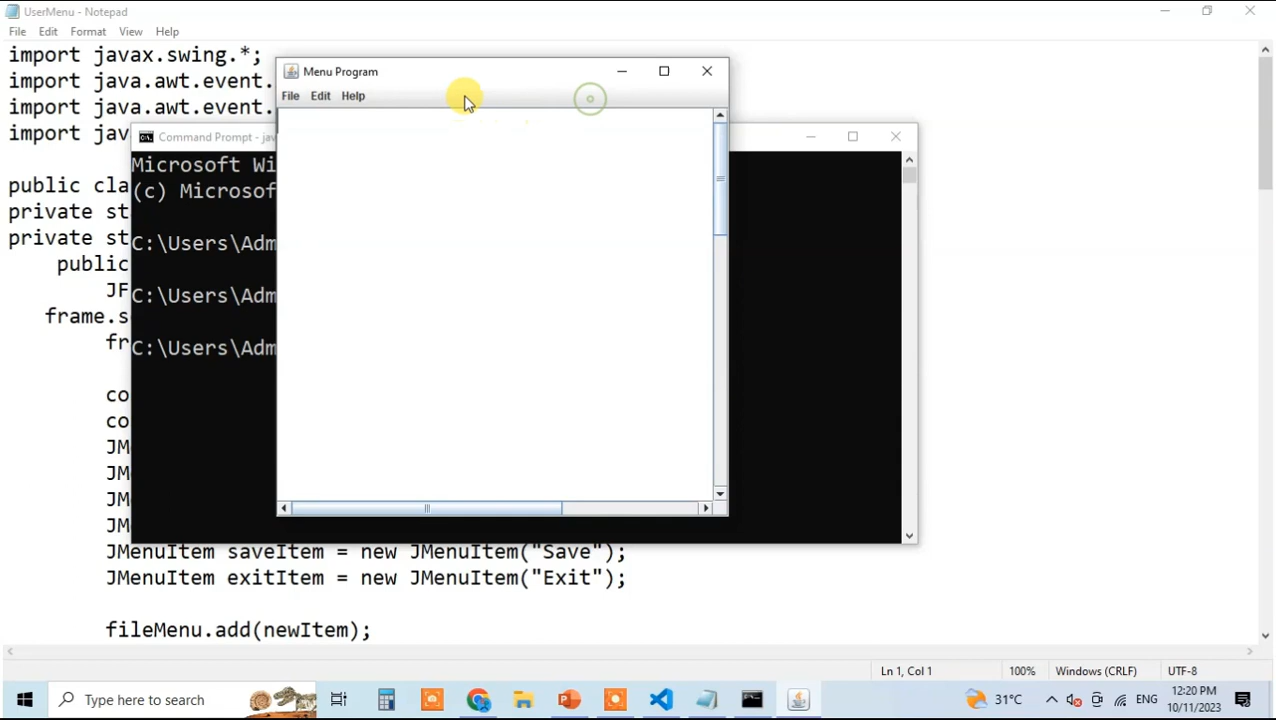 UserMenu - Notepad
File Edit Format View Help
import javax.swing.*;
import java.awt.event.
import java.awt.event.
import jav
public cla
private st
private st
public
JF
frame.s
fr
co
co
JM
JM
JM
JM
JMenuItem saveItem = new JMenuItem("Save");
JMenuItem exitItem = new JMenuItem("Exit");
fileMenu.add(newItem);
Menu Program
File Edit Help
Command Prompt - jav
Microsoft Wi
(c) Microsof
C:\Users\Adm
C:\Users\Adm
C:\Users\Adm
Ln 1, Col 1 100% Windows (CRLF) UTF-8
Type here to search
31°C ENG 12:20 PM
10/11/2023